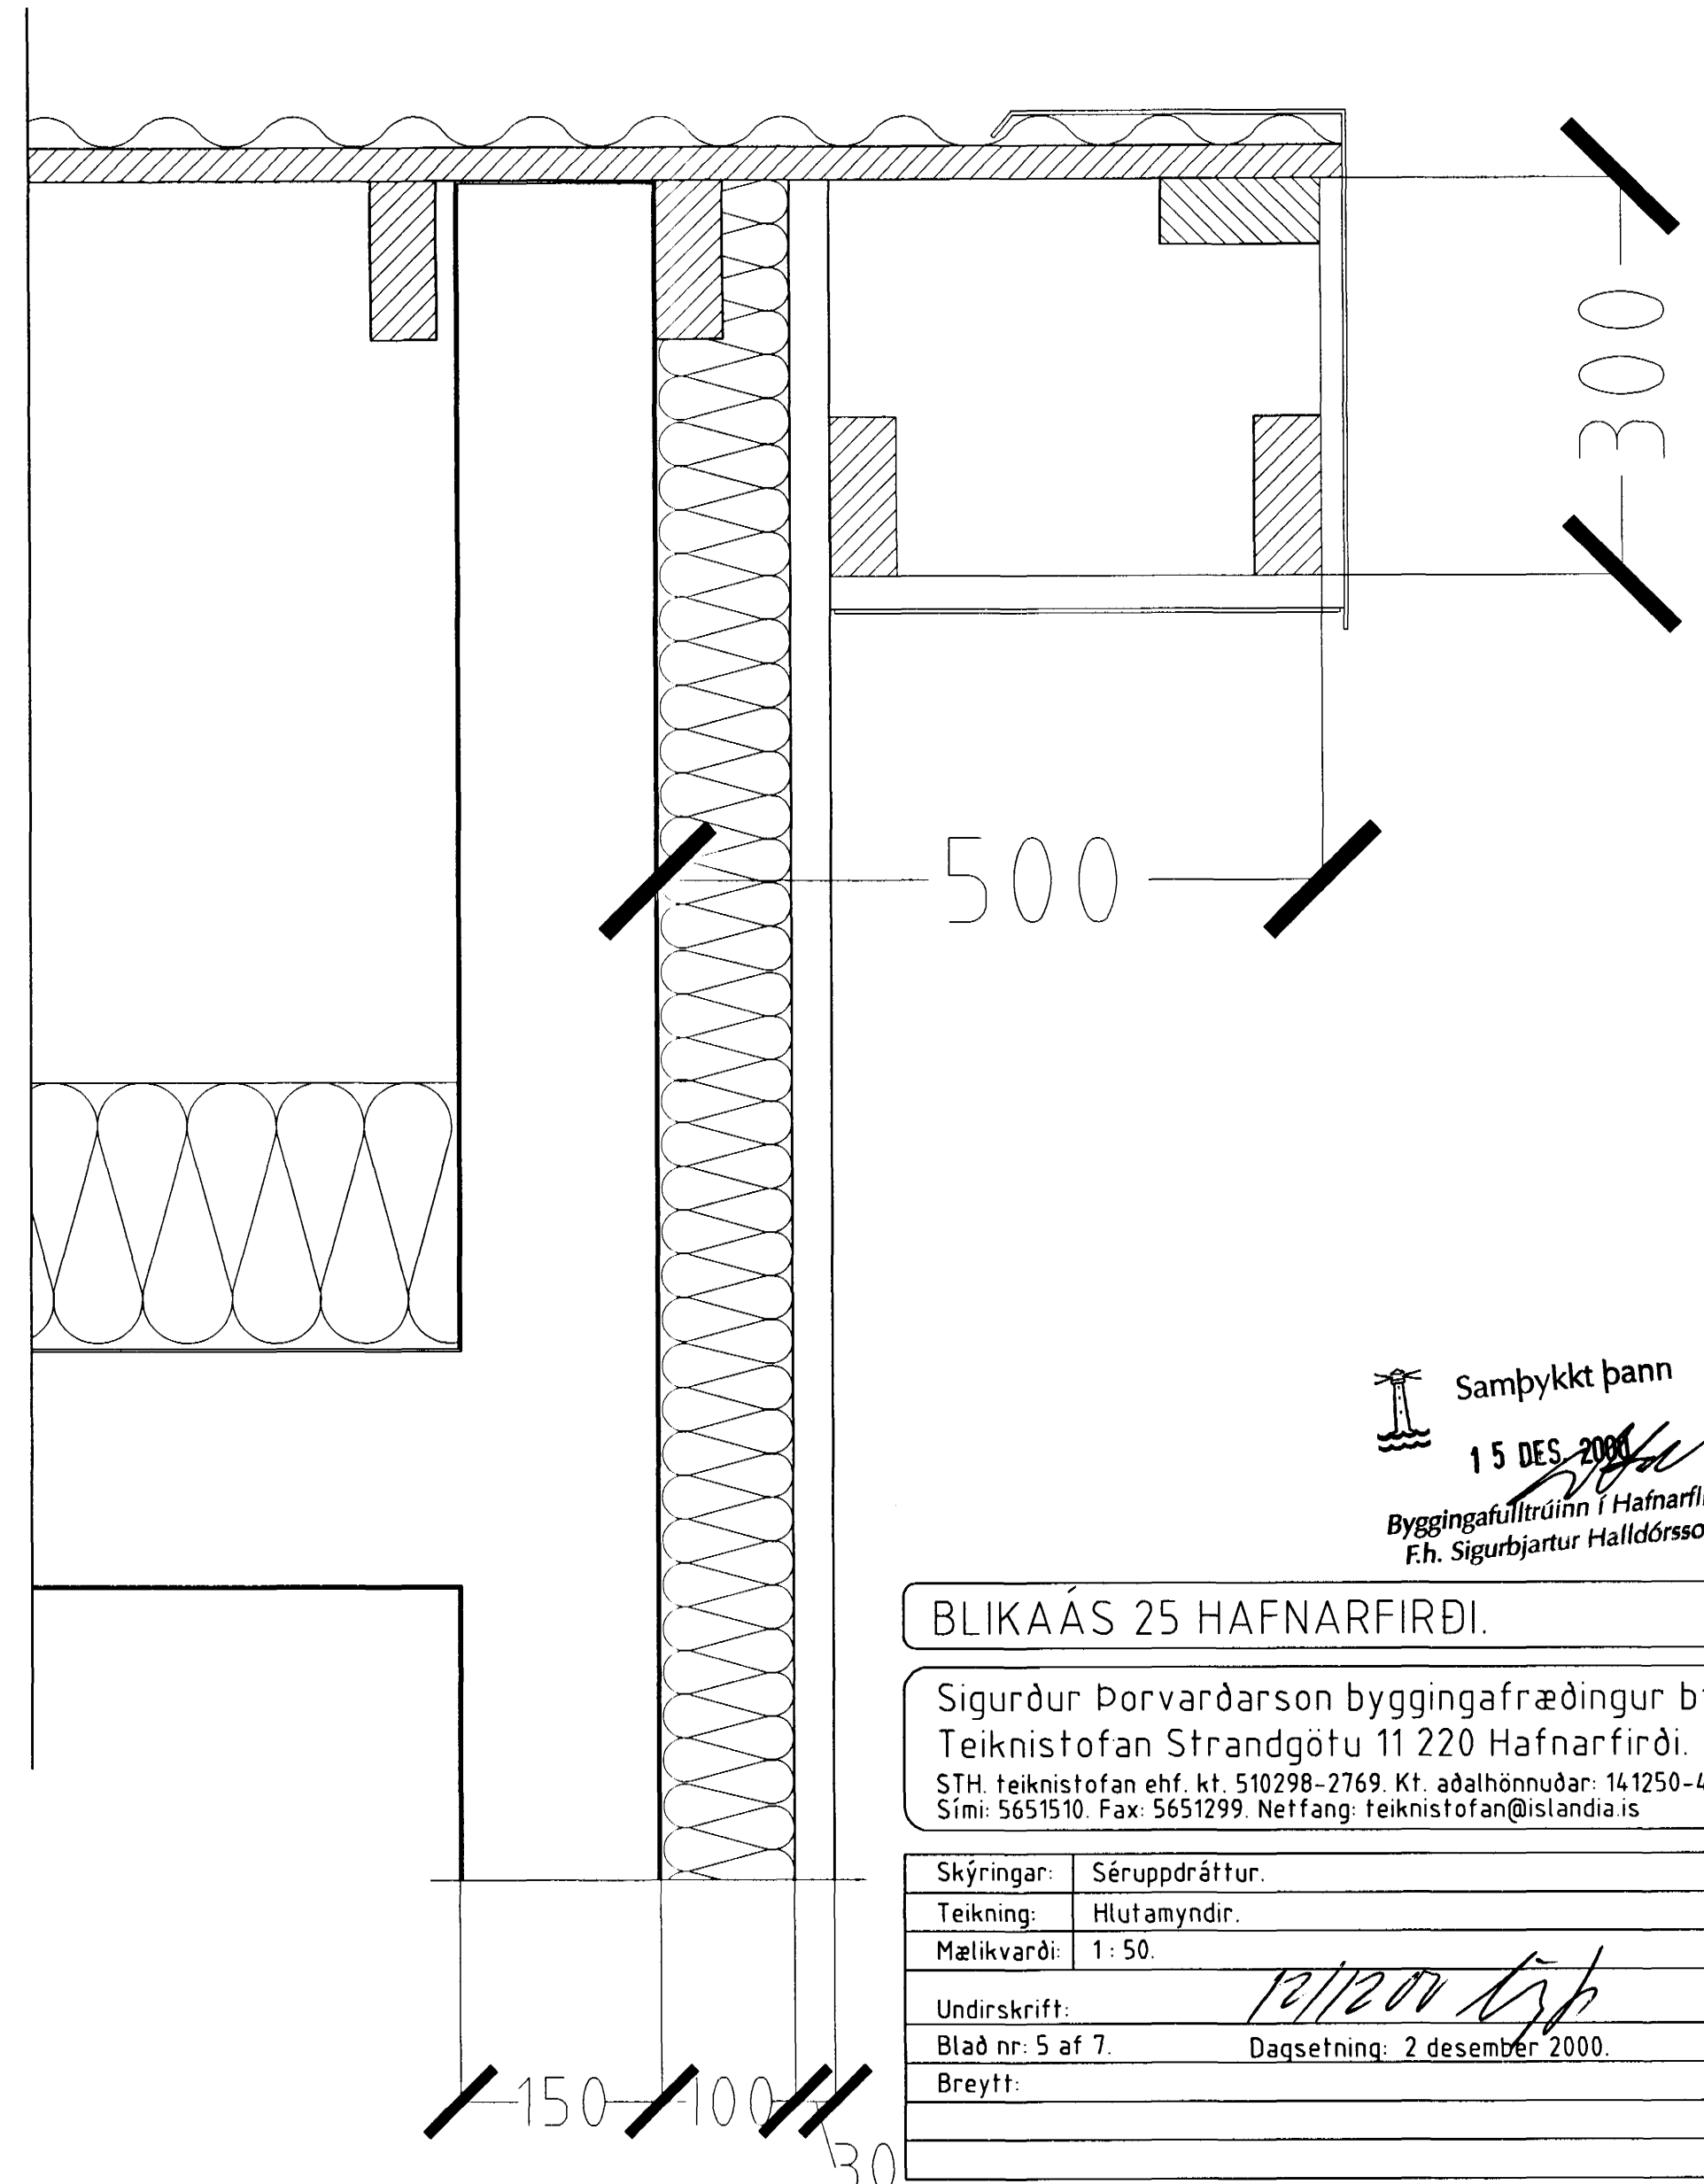 300
500
Samþykkt þann
15 DES. 2000
Byggingafulltrúinn í Hafnarfi
F.h. Sigurbjartur Halldórsso
BLIKAÁS 25 HAFNARFIRÐI.
Sigurður Þorvarðarson byggingafræðingur b
Teiknistofan Strandgötu 11 220 Hafnarfirði.
STH. teiknistofan ehf. kt. 510298-2769. Kt. aðalhönnuðar: 141250-4
Sími: 5651510. Fax: 5651299. Netfang: teiknistofan@islandia.is
Skýringar: Séruppdráttur.
Teikning: Hlutamyndir.
Mælikvarði: 1 : 50.
Undirskrift:
Blað nr: 5 af 7. Dagsetning: 2 desember 2000.
Breytt:
150 100
30